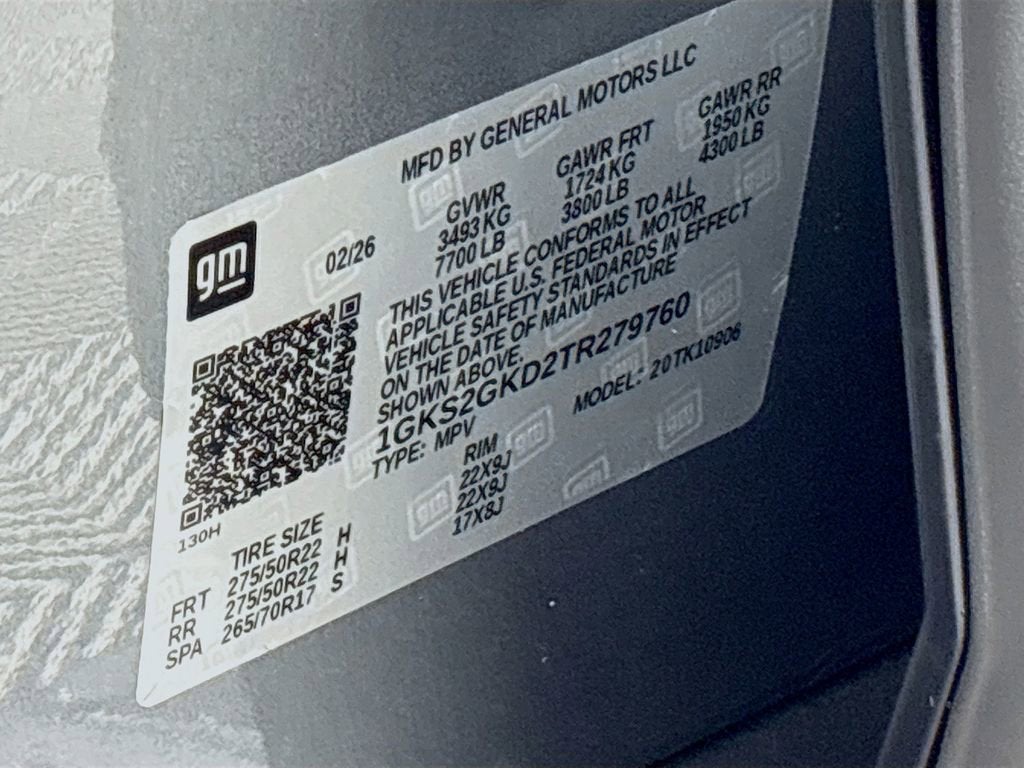 MFD BY GENERAL MOTORS LLC
gm
02/26
GVWR GAWR FRT GAWR RR
3493 KG 1724 KG 1950 KG
7700 LB 3800 LB 4300 LB
THIS VEHICLE CONFORMS TO ALL
APPLICABLE U.S. FEDERAL MOTOR
VEHICLE SAFETY STANDARDS IN EFFECT
ON THE DATE OF MANUFACTURE
SHOWN ABOVE.
1GKS2GKD2TR279760
TYPE: MPV MODEL: 20TK10906
130H
TIRE SIZE RIM
FRT 275/50R22 H 22X9J
RR 275/50R22 H 22X9J
SPA 265/70R17 S 17X8J